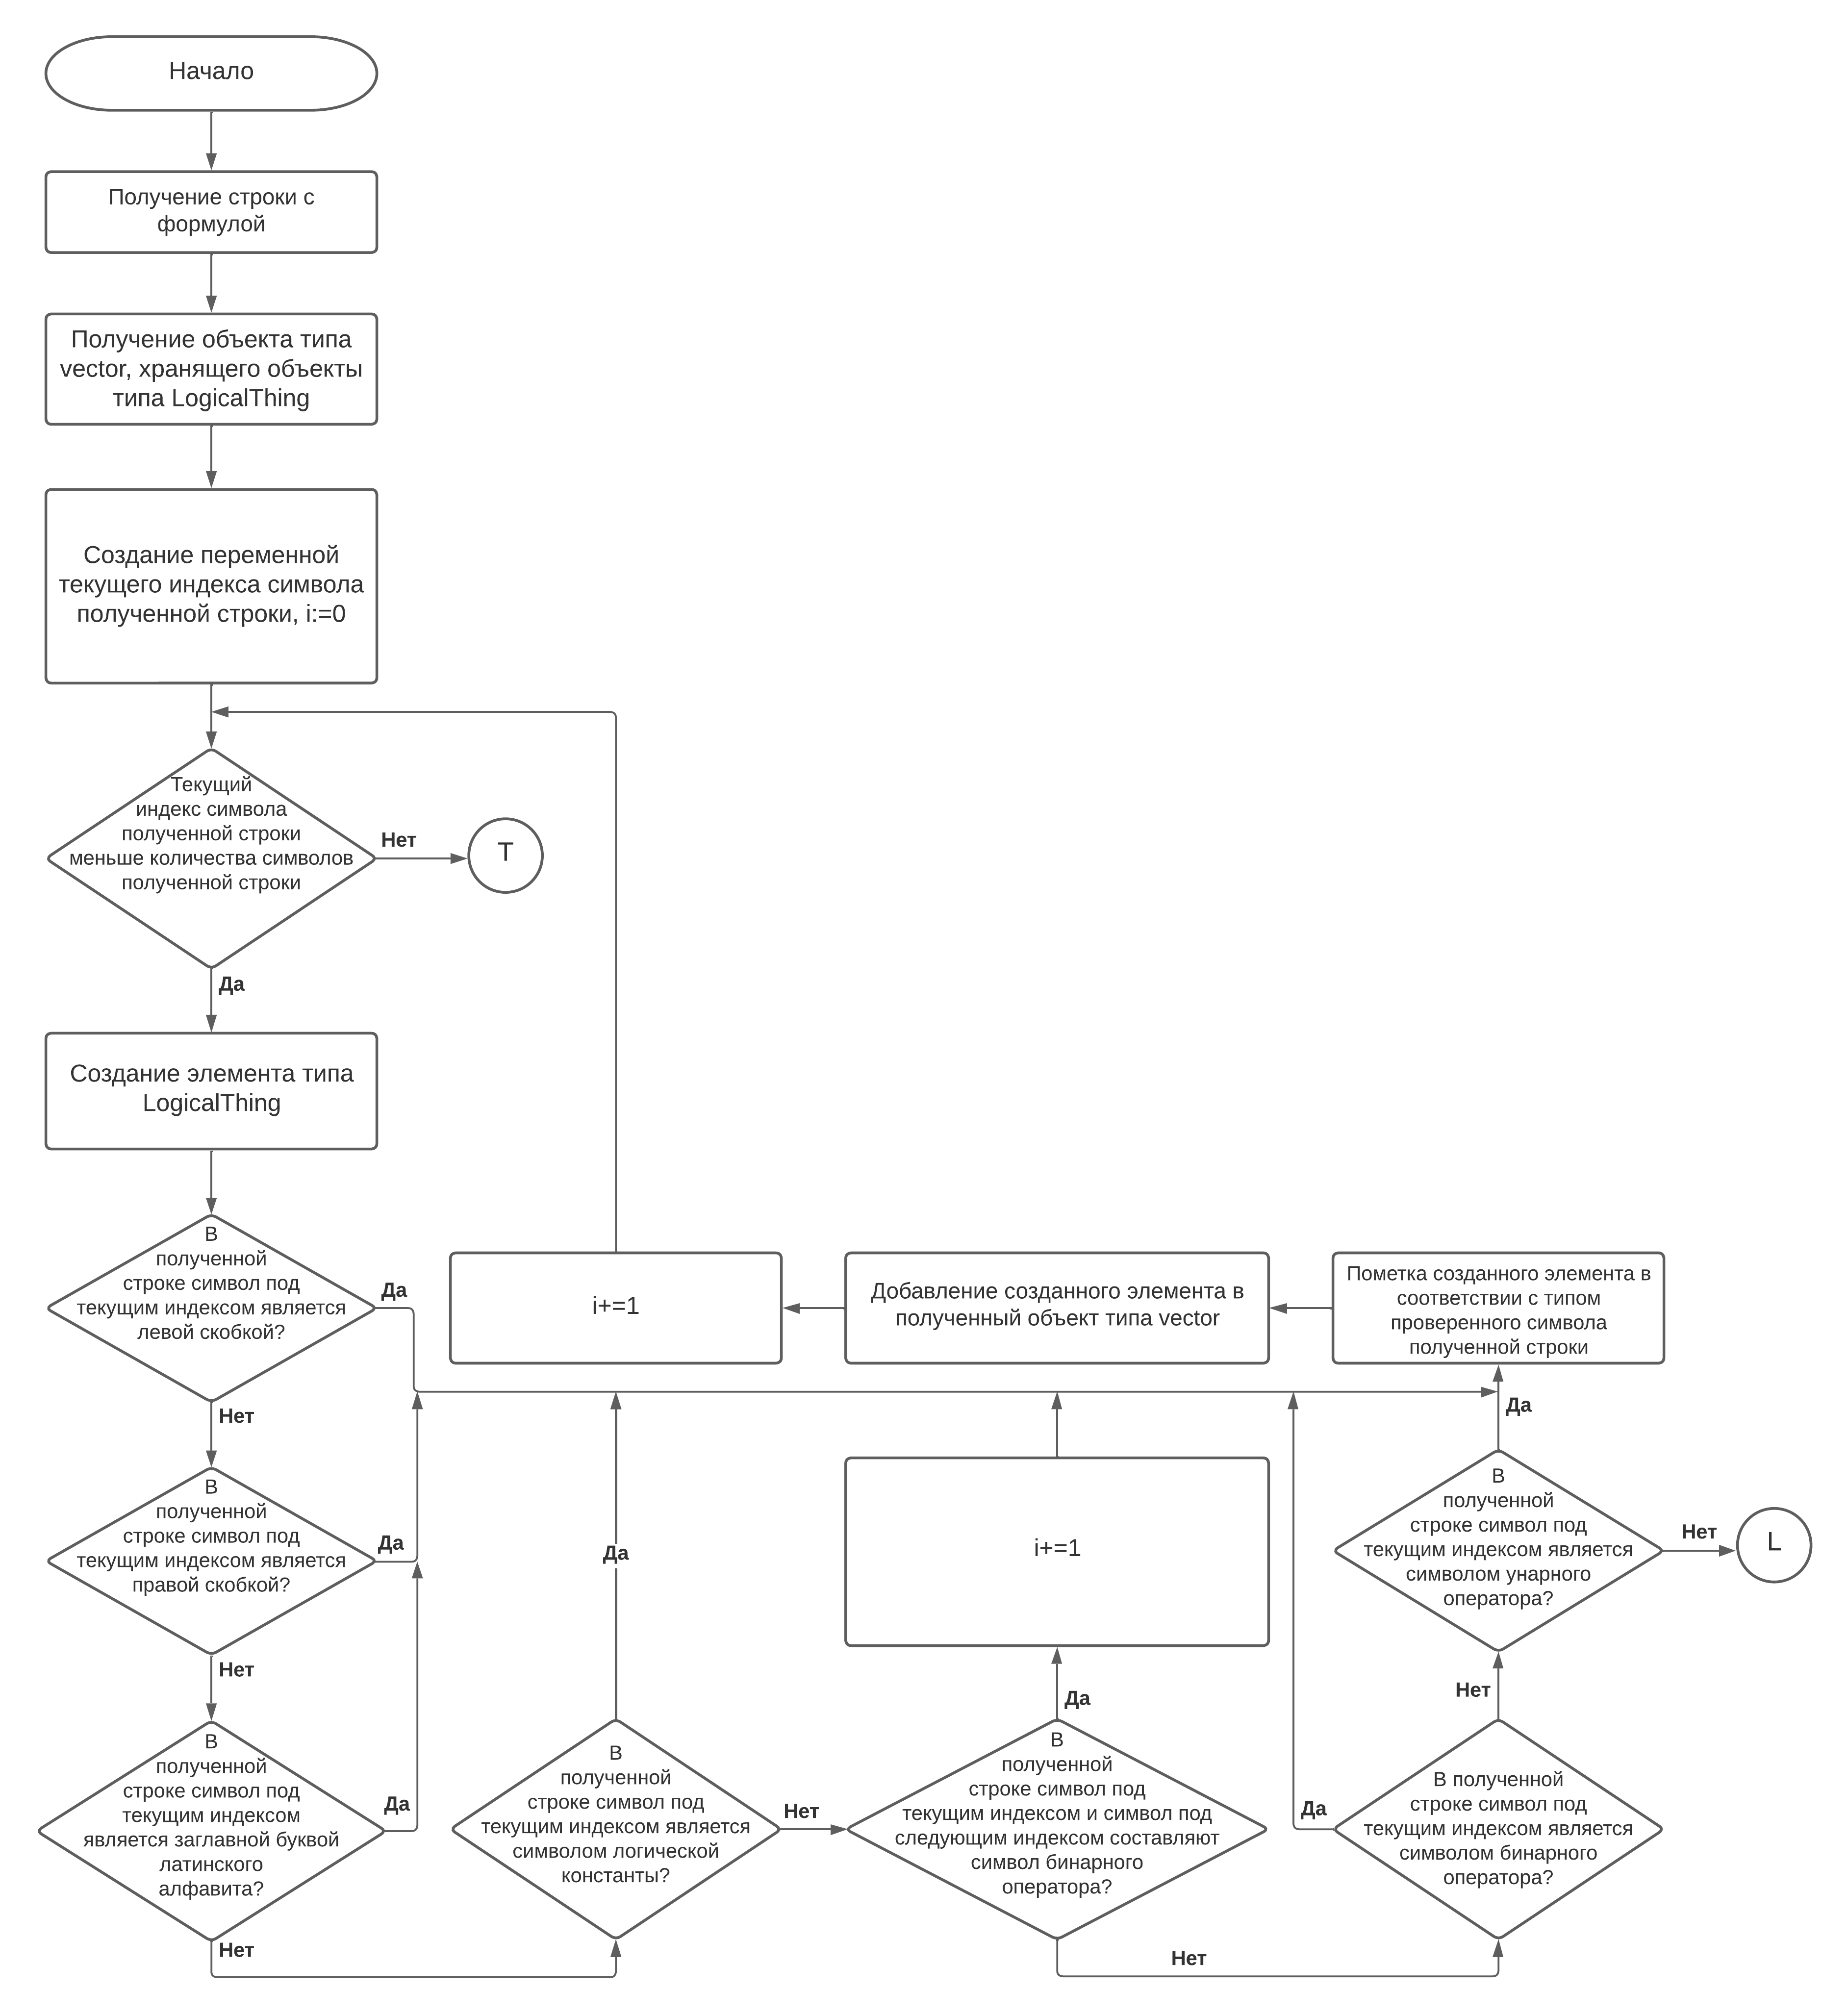 Начало
Получение строки с
формулой
Получение объекта типа
vector, хранящего объекты
типа LogicalThing
Создание переменной
текущего индекса символа
полученной строки, i:=0
Текущий
индекс символа
полученной строки
меньше количества символов
полученной строки
Нет
T
Да
Создание элемента типа
LogicalThing
В
полученной
строке символ под
текущим индексом является
левой скобкой?
Да
i+=1
Добавление созданного элемента в
полученный объект типа vector
Пометка созданного элемента в
соответствии с типом
проверенного символа
полученной строки
Нет
Да
В
полученной
строке символ под
текущим индексом является
правой скобкой?
Да
Да
i+=1
В
полученной
строке символ под
текущим индексом является
символом унарного
оператора?
Нет
L
Нет
Да
Нет
В
полученной
строке символ под
текущим индексом
является заглавной буквой
латинского
алфавита?
Да
В
полученной
строке символ под
текущим индексом является
символом логической
константы?
Нет
В
полученной
строке символ под
текущим индексом и символ под
следующим индексом составляют
символ бинарного
оператора?
Да
В полученной
строке символ под
текущим индексом является
символом бинарного
оператора?
Нет
Нет